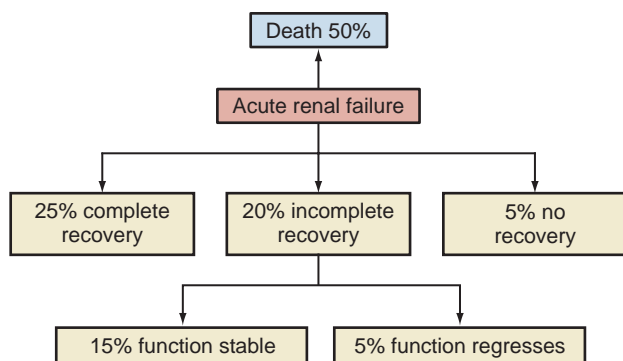 Death 50%
Acute renal failure
25% complete
recovery
20% incomplete
recovery
5% no
recovery
15% function stable
5% function regresses